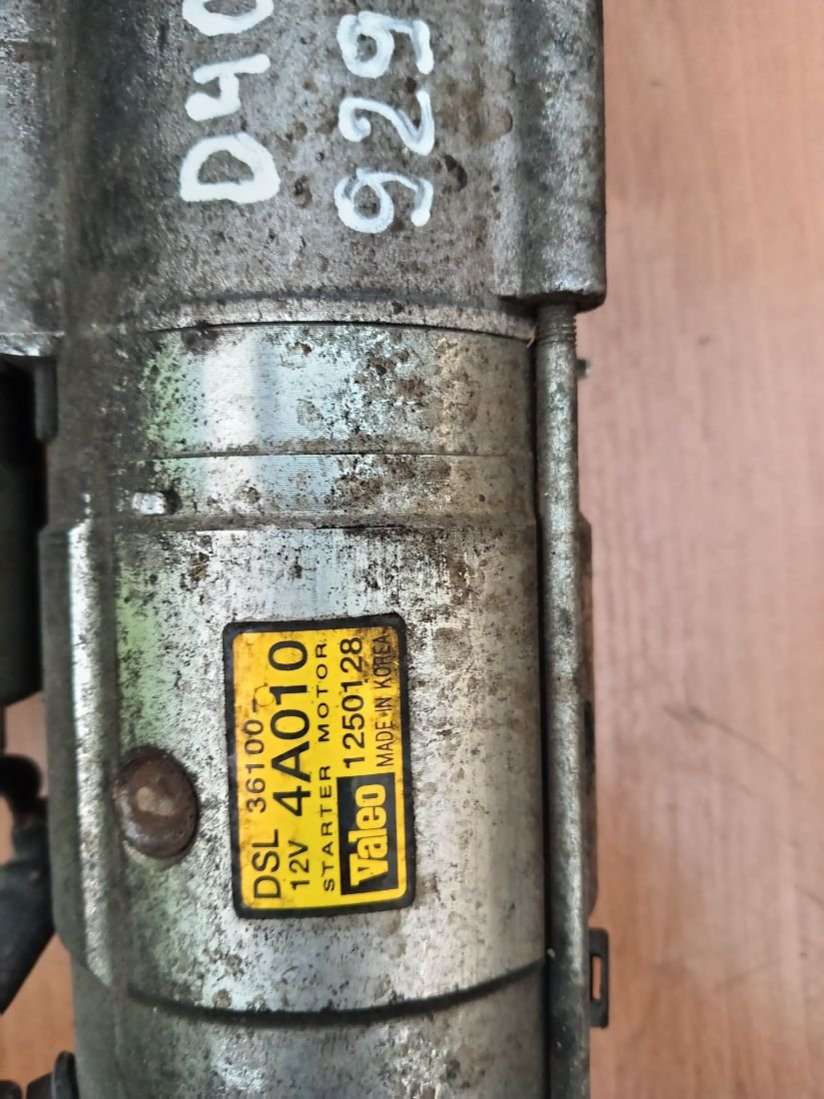 D40
929
DSL 36100-
12V 4A010
STARTER MOTOR
Valeo 1250128
MADE IN KOREA